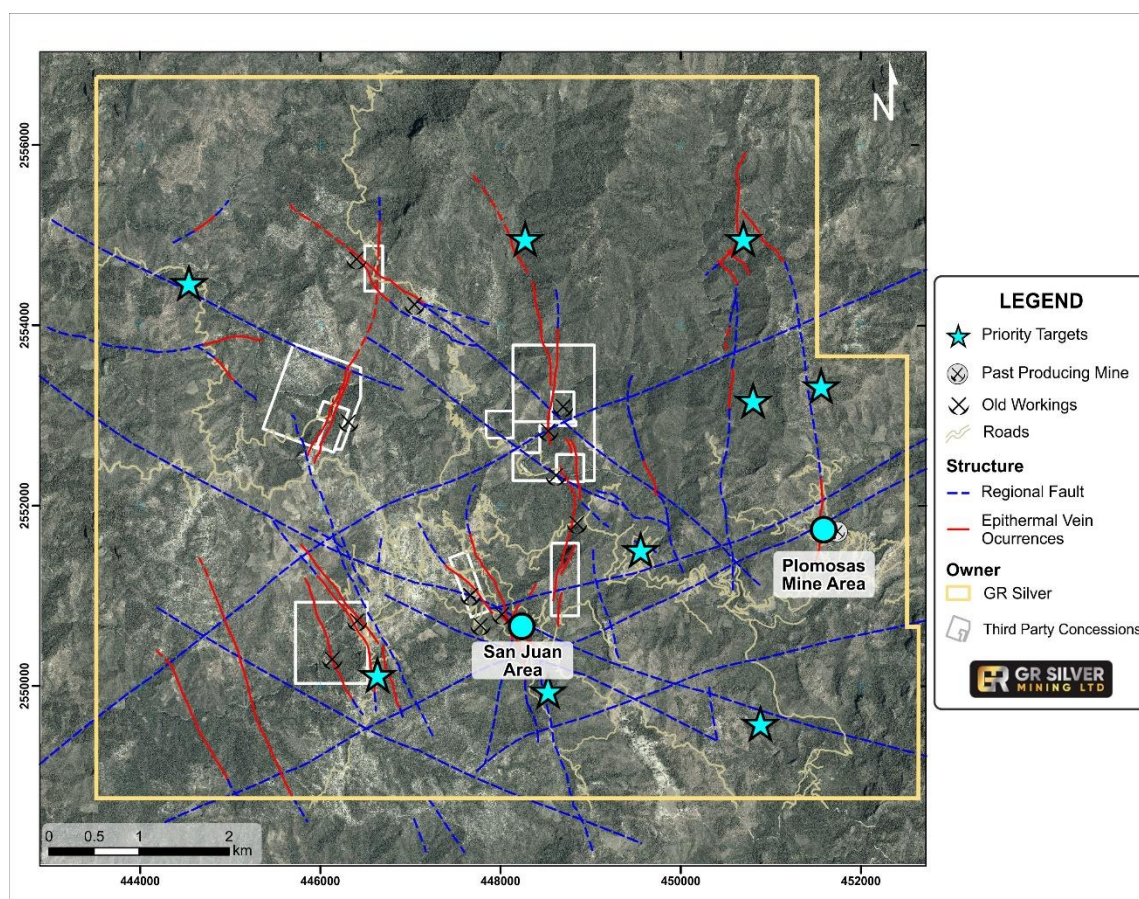 N
2556000
2554000
2552000
2550000
444000
446000
448000
450000
452000
0 0.5 1 2
km
Plomosas
Mine Area
San Juan
Area
LEGEND
Priority Targets
Past Producing Mine
Old Workings
Roads
Structure
Regional Fault
Epithermal Vein
Ocurrences
Owner
GR Silver
Third Party Concessions
GR GR SILVER
MINING LTD